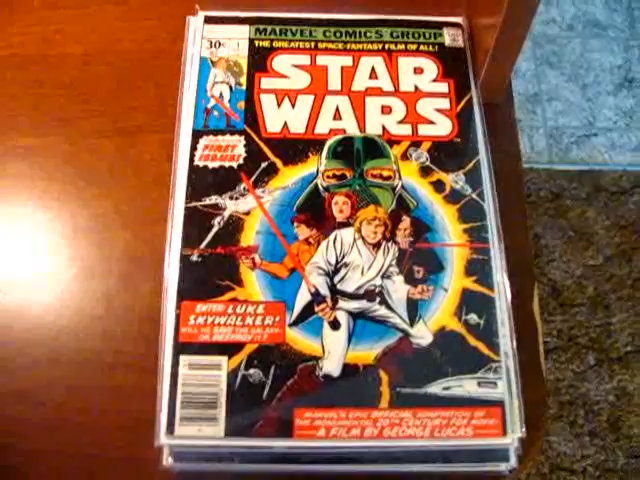 MARVEL COMICS GROUP
30¢
1
THE GREATEST SPACE-FANTASY FILM OF ALL!
STAR
WARS
FIRST
ISSUE!
ENTER: LUKE
SKYWALKER!
WILL HE SAVE THE GALAXY—
OR DESTROY IT?
MARVEL'S EPIC OFFICIAL ADAPTATION OF
THE MONUMENTAL 20TH CENTURY FOX MOVIE—
A FILM BY GEORGE LUCAS